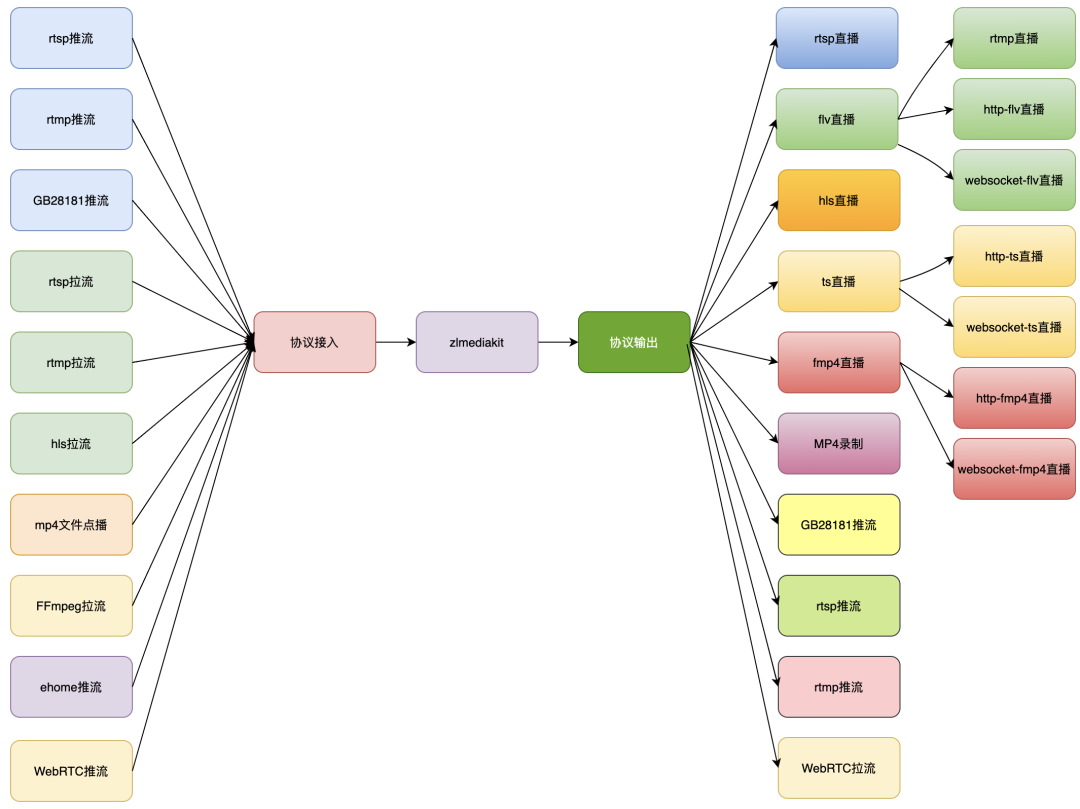 rtsp推流
rtmp推流
GB28181推流
rtsp拉流
rtmp拉流
hls拉流
mp4文件点播
FFmpeg拉流
ehome推流
WebRTC推流
协议接入
zlmediakit
协议输出
rtsp直播
flv直播
hls直播
ts直播
fmp4直播
MP4录制
GB28181推流
rtsp推流
rtmp推流
WebRTC拉流
rtmp直播
http-flv直播
websocket-flv直播
http-ts直播
websocket-ts直播
http-fmp4直播
websocket-fmp4直播